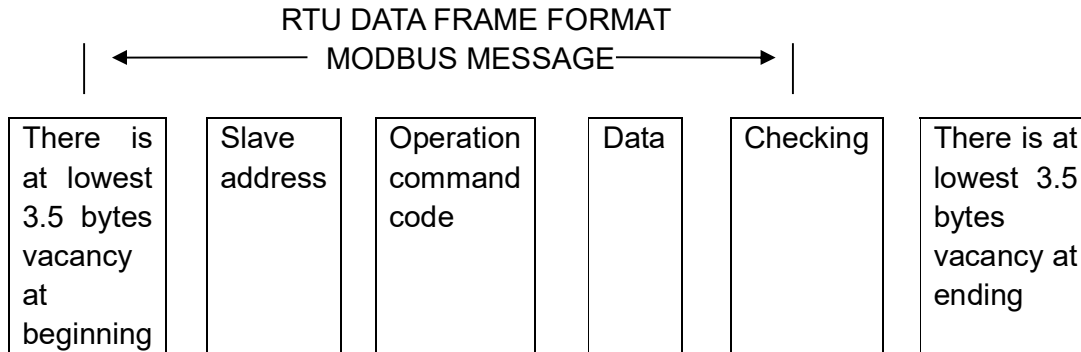 RTU DATA FRAME FORMAT
MODBUS MESSAGE
There is
at lowest
3.5 bytes
vacancy
at
beginning
Slave
address
Operation
command
code
Data
Checking
There is at
lowest 3.5
bytes
vacancy at
ending